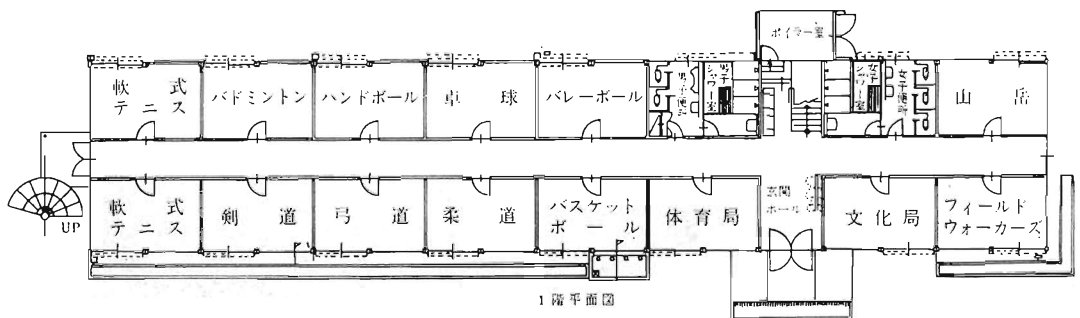 ボイラー室
軟式
テニス
バドミントン
ハンドボール
卓球
バレーボール
男子便所
男子
シャワー室
女子
シャワー室
女子便所
山岳
軟式
テニス
剣道
弓道
柔道
バスケット
ボール
体育局
玄関
ホール
文化局
フィールド
ウォーカーズ
UP
1階平面図